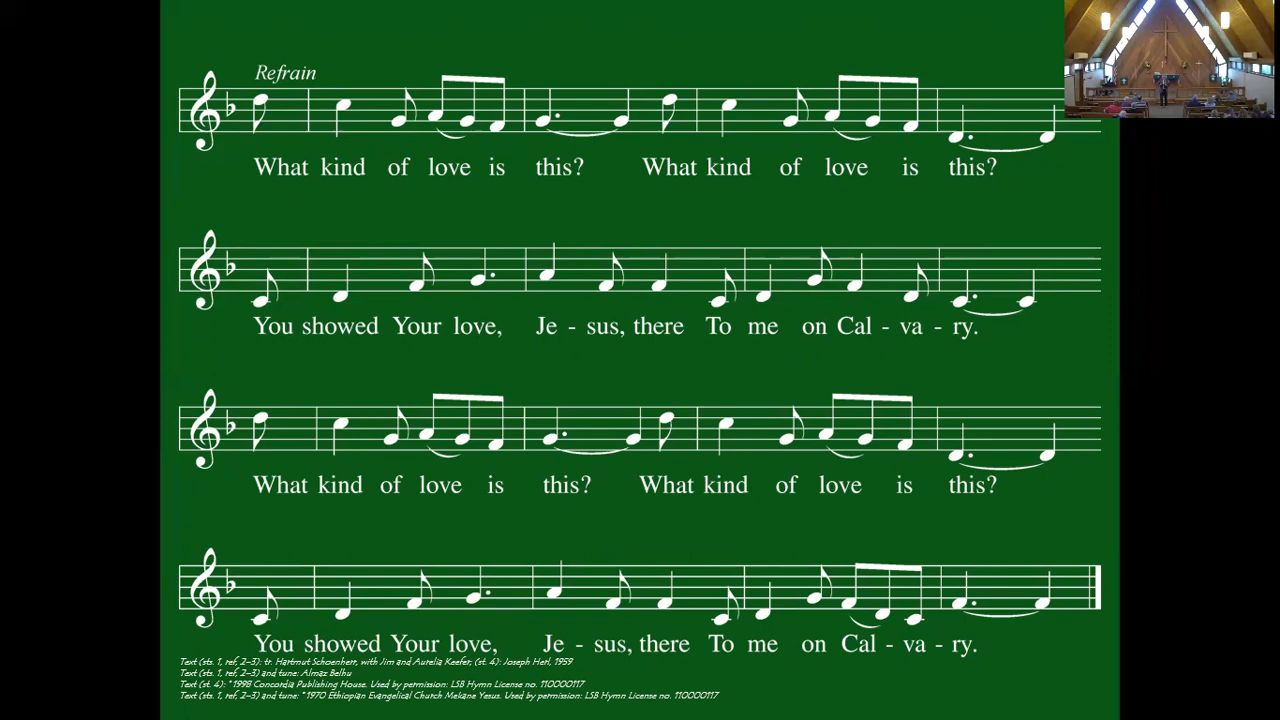 Refrain
What kind of love is this? What kind of love is this?
You showed Your love, Je - sus, there To me on Cal - va - ry.
What kind of love is this? What kind of love is this?
You showed Your love, Je - sus, there To me on Cal - va - ry.
Text (sts. 1, ref, 2–3): tr. Hartmut Schoenherr, with Jim and Aurelia Keefer; (st. 4): Joseph Herl, 1959
Text (sts. 1, ref, 2–3) and tune: Almaz Belhu
Text (st. 4): °1998 Concordia Publishing House. Used by permission: LSB Hymn License no. 110000117
Text (sts. 1, ref, 2–3) and tune: °1970 Ethiopian Evangelical Church Mekane Yesus. Used by permission: LSB Hymn License no. 110000117